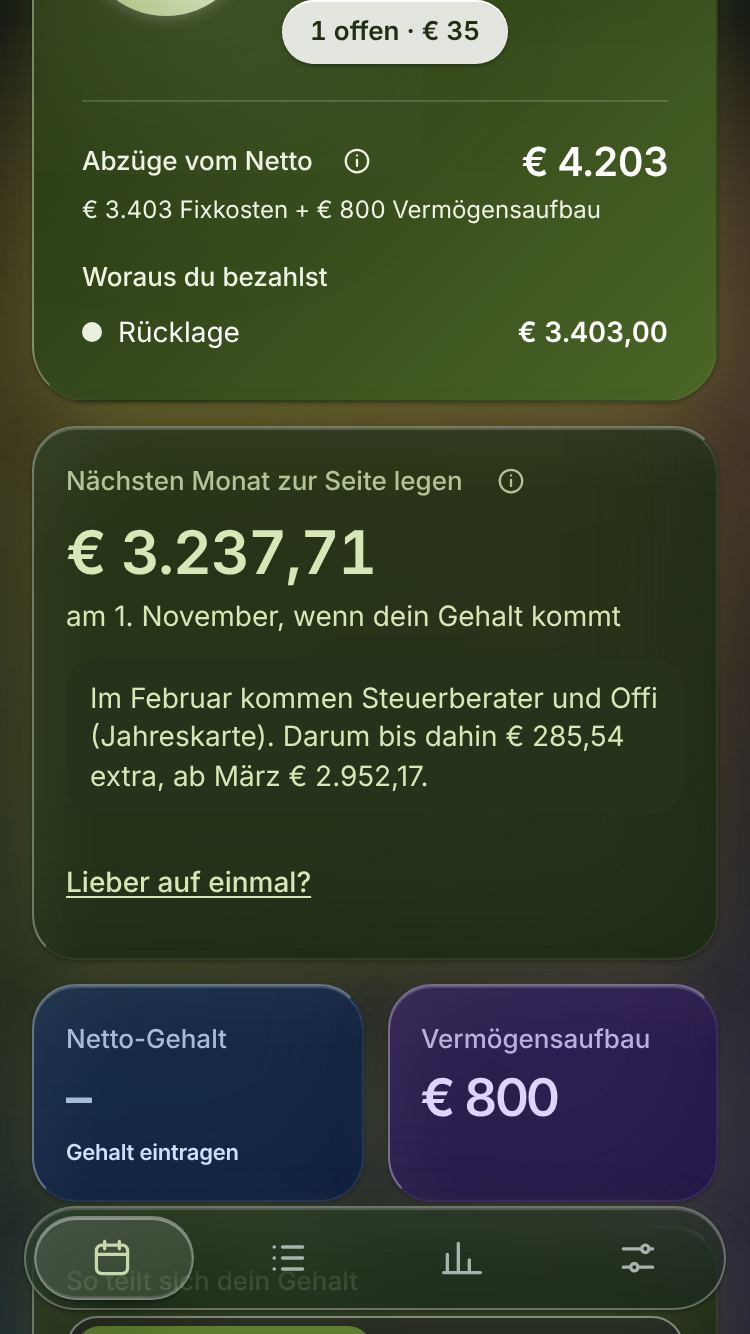 1 offen · € 35
Abzüge vom Netto
€ 4.203
€ 3.403 Fixkosten + € 800 Vermögensaufbau
Woraus du bezahlst
Rücklage
€ 3.403,00
Nächsten Monat zur Seite legen
€ 3.237,71
am 1. November, wenn dein Gehalt kommt
Im Februar kommen Steuerberater und Offi
(Jahreskarte). Darum bis dahin € 285,54
extra, ab März € 2.952,17.
Lieber auf einmal?
Netto-Gehalt
–
Gehalt eintragen
Vermögensaufbau
€ 800
So teilt sich dein Gehalt